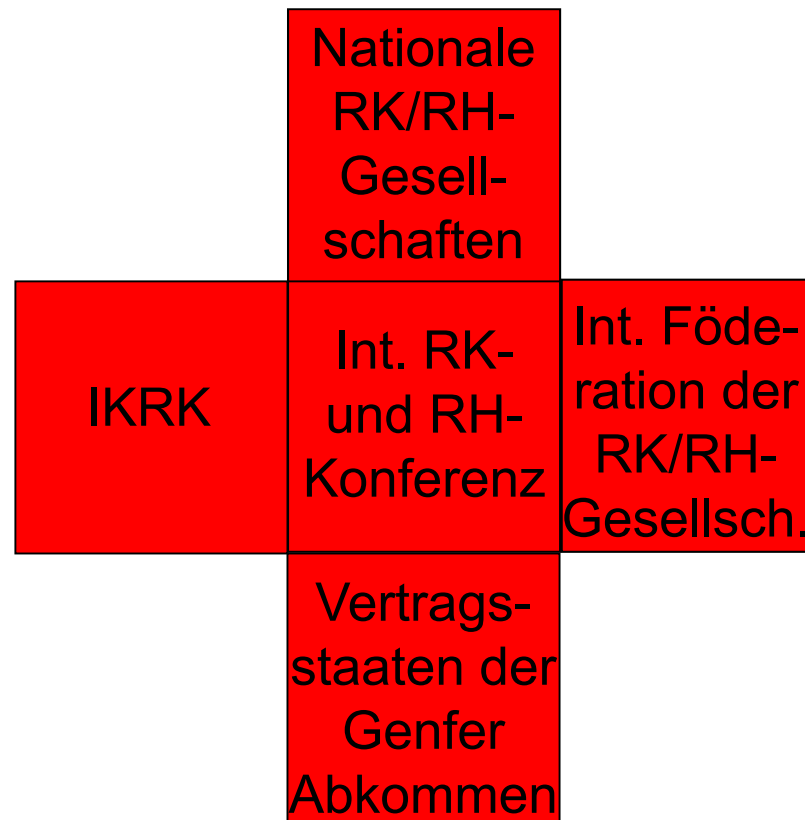 Nationale
RK/RH-
Gesell-
schaften
IKRK
Int. RK-
und RH-
Konferenz
Int. Föde-
ration der
RK/RH-
Gesellsch.
Vertrags-
staaten der
Genfer
Abkommen